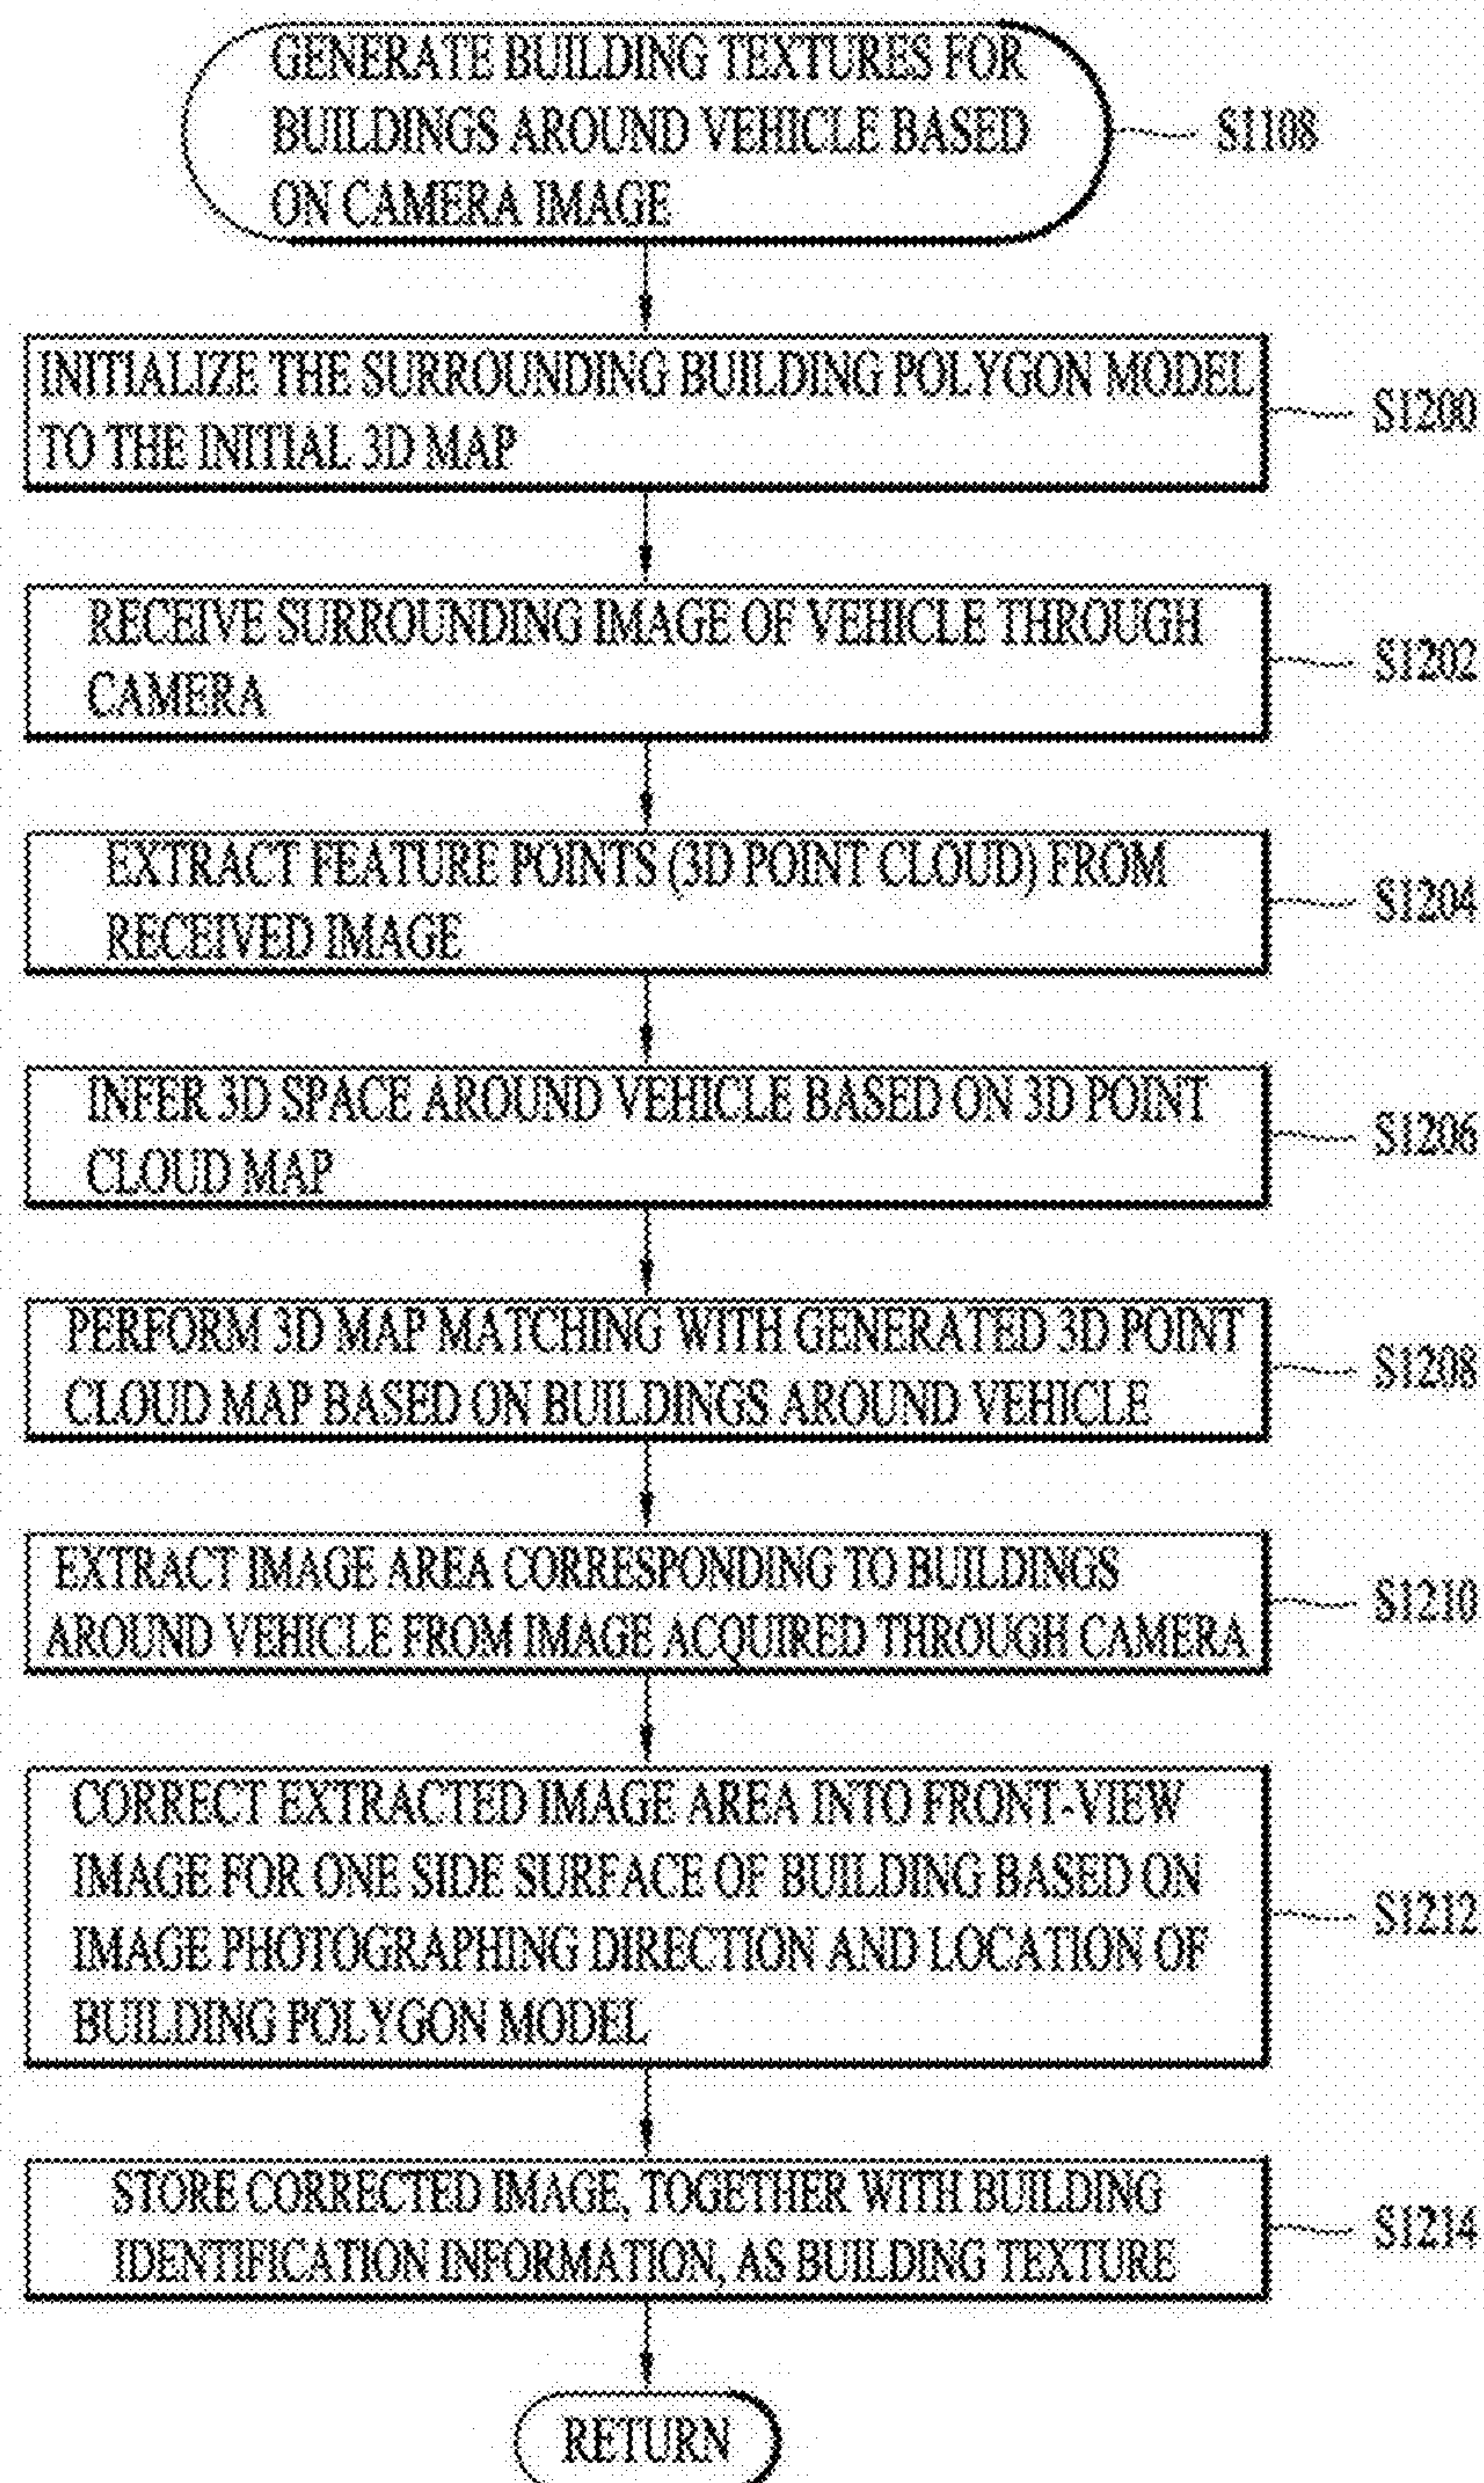 GENERATE BUILDING TEXTURES FOR
BUILDINGS AROUND VEHICLE BASED
ON CAMERA IMAGE
S1108
INITIALIZE THE SURROUNDING BUILDING POLYGON MODEL
TO THE INITIAL 3D MAP
S1200
RECEIVE SURROUNDING IMAGE OF VEHICLE THROUGH
CAMERA
S1202
EXTRACT FEATURE POINTS (3D POINT CLOUD) FROM
RECEIVED IMAGE
S1204
INFER 3D SPACE AROUND VEHICLE BASED ON 3D POINT
CLOUD MAP
S1206
PERFORM 3D MAP MATCHING WITH GENERATED 3D POINT
CLOUD MAP BASED ON BUILDINGS AROUND VEHICLE
S1208
EXTRACT IMAGE AREA CORRESPONDING TO BUILDINGS
AROUND VEHICLE FROM IMAGE ACQUIRED THROUGH CAMERA
S1210
CORRECT EXTRACTED IMAGE AREA INTO FRONT-VIEW
IMAGE FOR ONE SIDE SURFACE OF BUILDING BASED ON
IMAGE PHOTOGRAPHING DIRECTION AND LOCATION OF
BUILDING POLYGON MODEL
S1212
STORE CORRECTED IMAGE, TOGETHER WITH BUILDING
IDENTIFICATION INFORMATION, AS BUILDING TEXTURE
S1214
RETURN